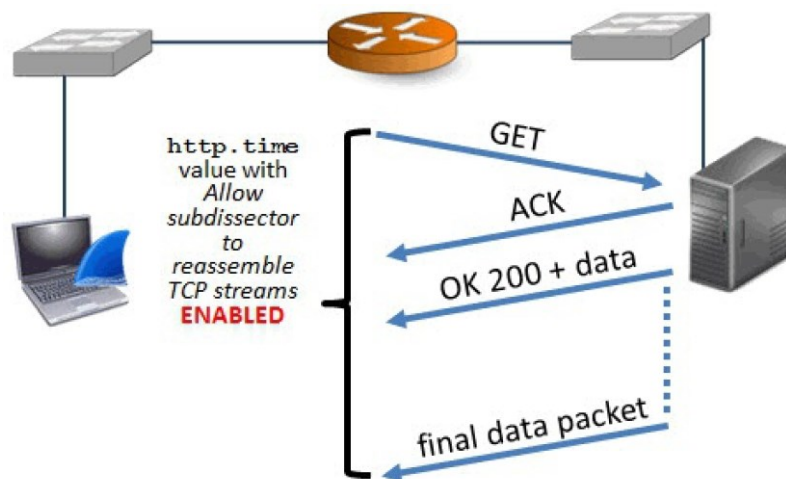 http.time
value with
Allow
subdissector
to
reassemble
TCP streams
ENABLED
GET
ACK
OK 200 + data
final data packet